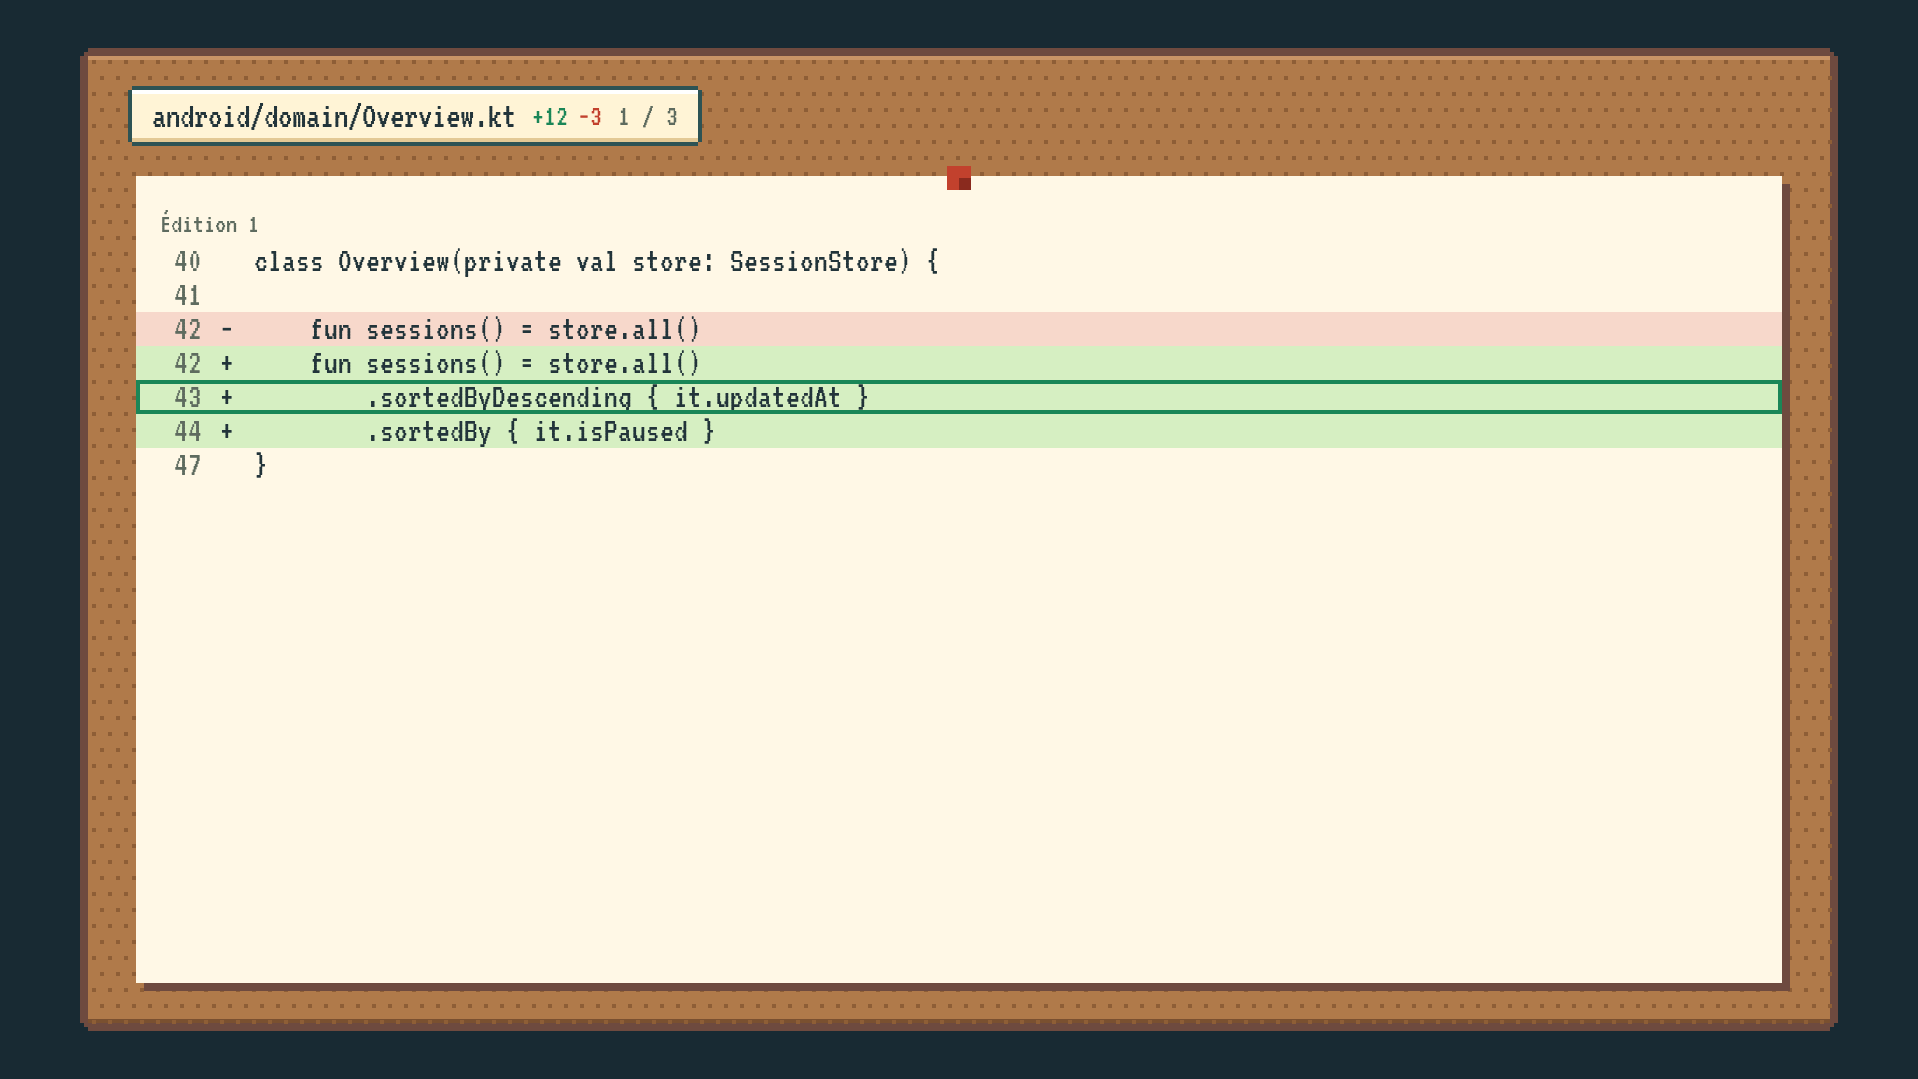 android/domain/Overview.kt +12 -3 1 / 3
Édition 1
40 class Overview(private val store: SessionStore) {
41
42 - fun sessions() = store.all()
42 + fun sessions() = store.all()
43 + .sortedByDescending { it.updatedAt }
44 + .sortedBy { it.isPaused }
47 }